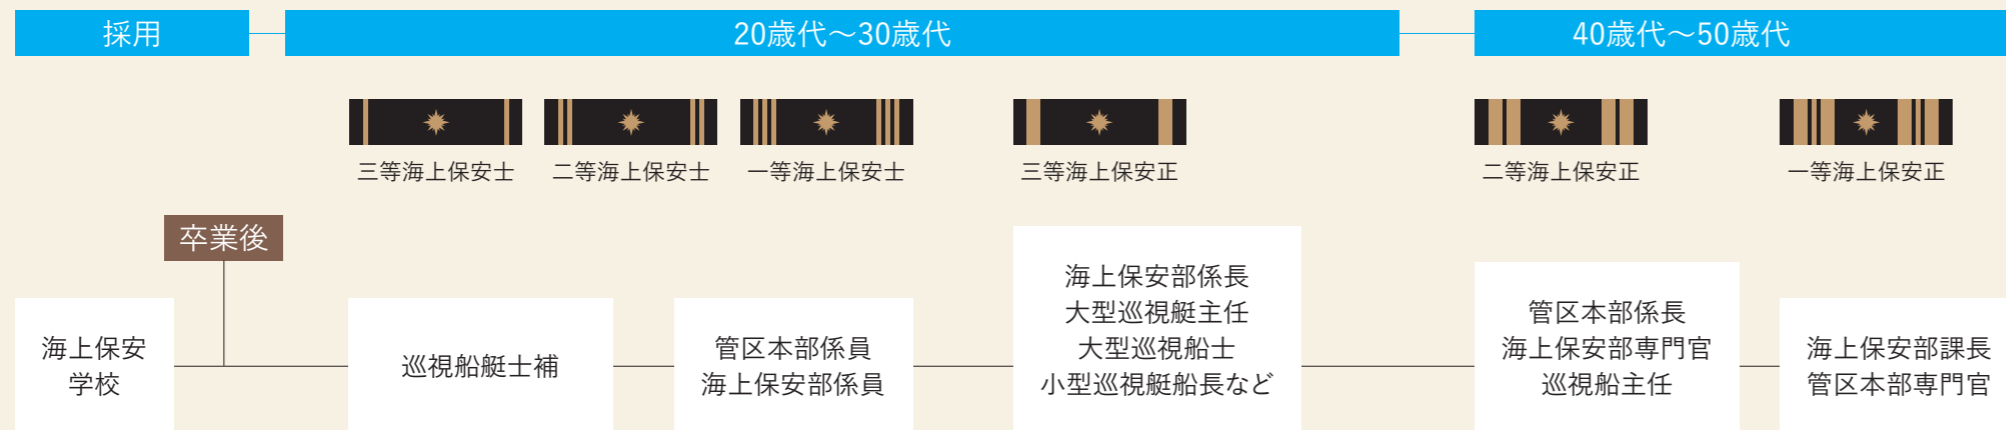 採用
20歳代〜30歳代
40歳代〜50歳代
三等海上保安士
二等海上保安士
一等海上保安士
三等海上保安正
二等海上保安正
一等海上保安正
卒業後
海上保安
学校
巡視船艇士補
管区本部係員
海上保安部係員
海上保安部係長
大型巡視艇主任
大型巡視船士
小型巡視艇船長など
管区本部係長
海上保安部専門官
巡視船主任
海上保安部課長
管区本部専門官